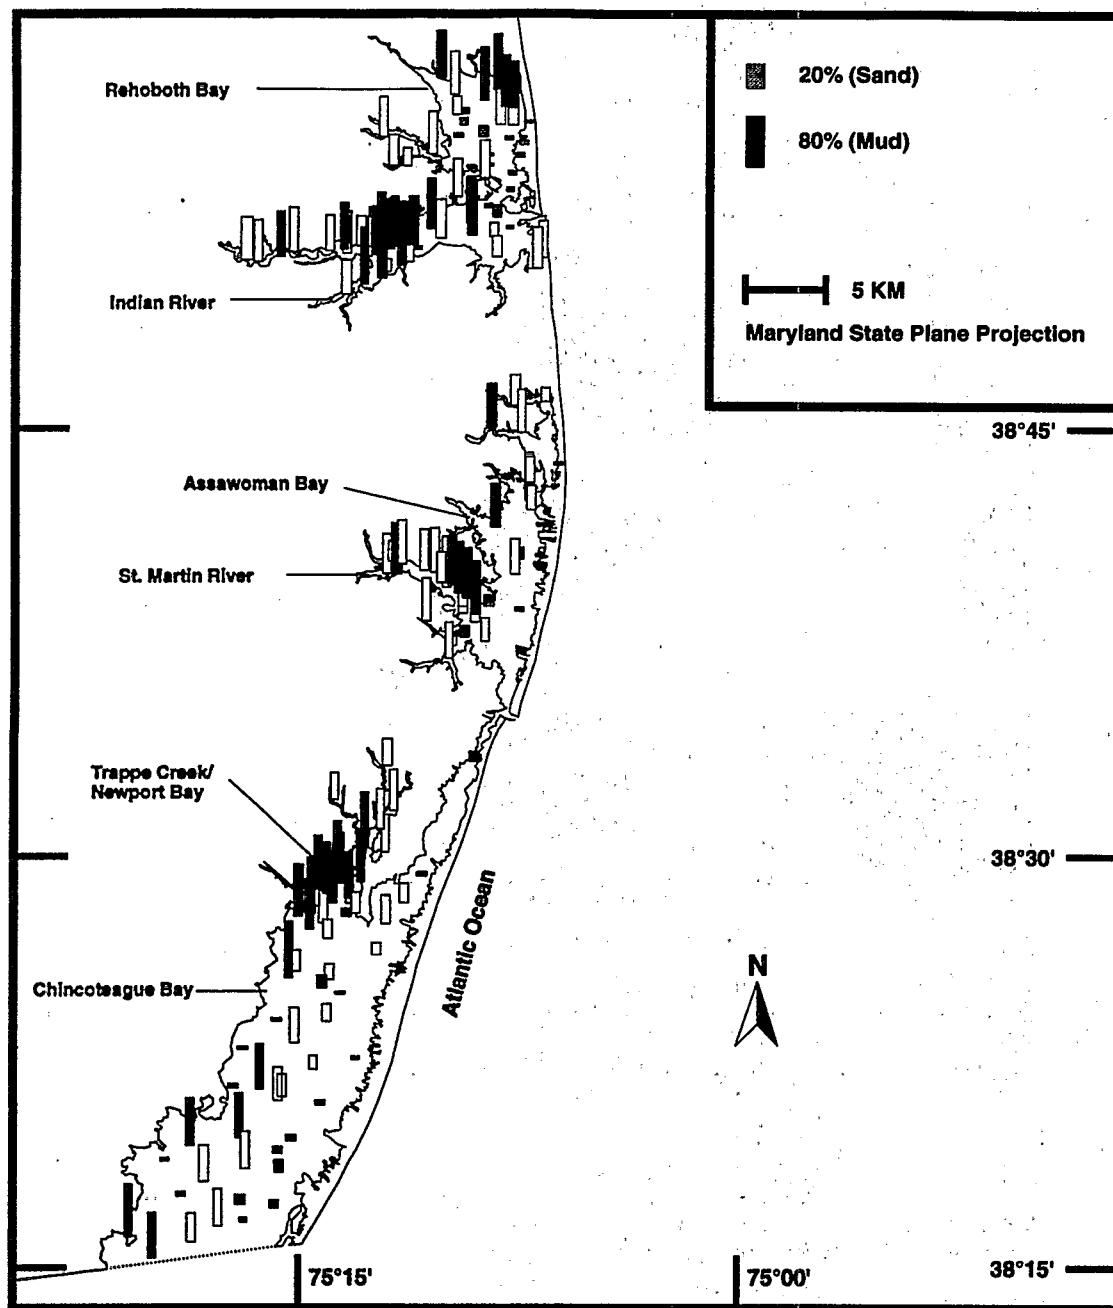 20% (Sand)
80% (Mud)
5 KM
Maryland State Plane Projection
Rehoboth Bay
Indian River
38°45'
Assawoman Bay
St. Martin River
Trappe Creek/
Newport Bay
38°30'
Atlantic Ocean
N
Chincoteague Bay
75°15'
75°00'
38°15'